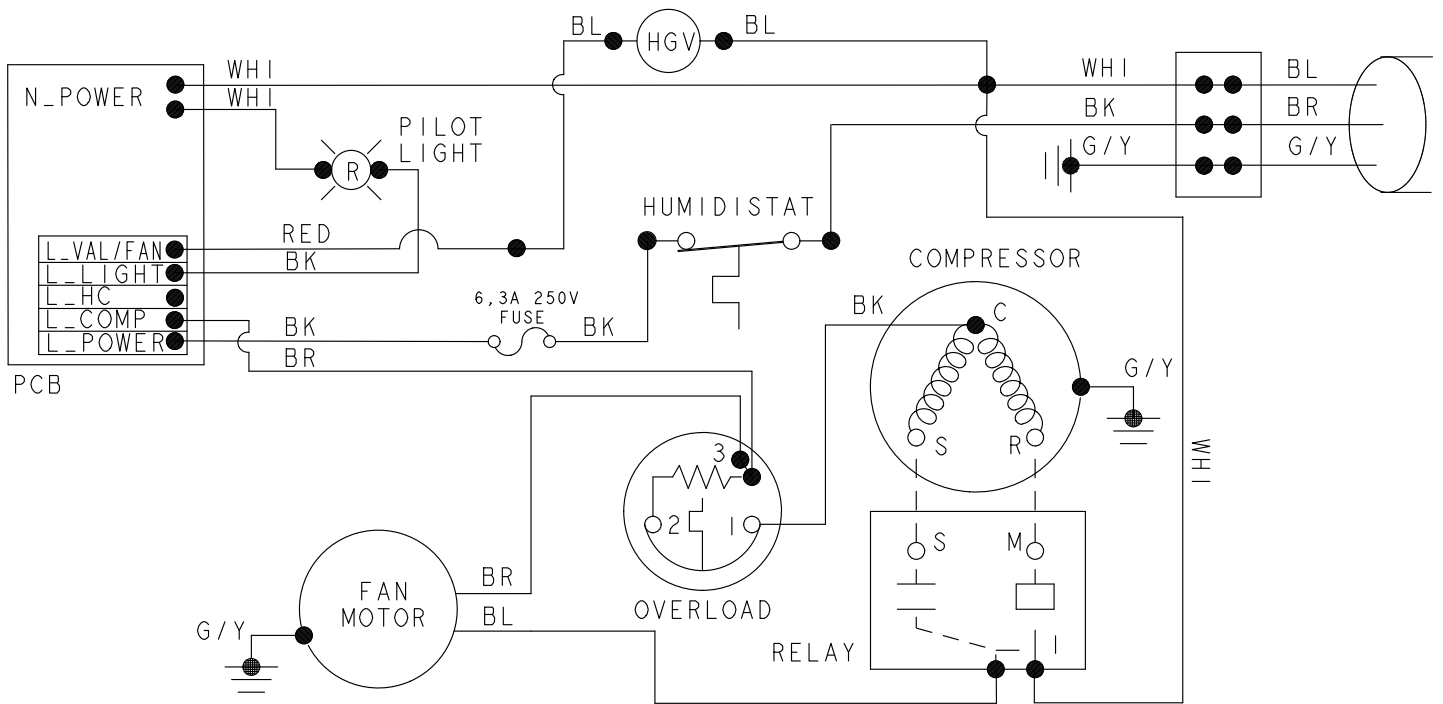 BL
HGV
BL
WHI
WHI
BL
N_POWER
WHI
BK
BR
PILOT
LIGHT
G/Y
G/Y
R
HUMIDISTAT
RED
L_VAL/FAN
BK
L_LIGHT
COMPRESSOR
L_HC
6,3A 250V
FUSE
BK
C
L_COMP
BK
BK
L_POWER
BR
G/Y
PCB
S
R
3
WHI
2
1
S
M
BR
FAN
MOTOR
BL
OVERLOAD
G/Y
RELAY
1